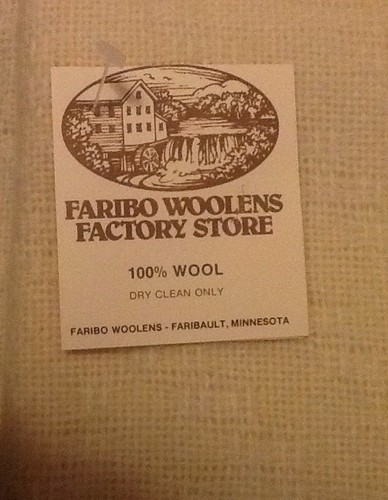 FARIBO WOOLENS
FACTORY STORE
100% WOOL
DRY CLEAN ONLY
FARIBO WOOLENS - FARIBAULT, MINNESOTA